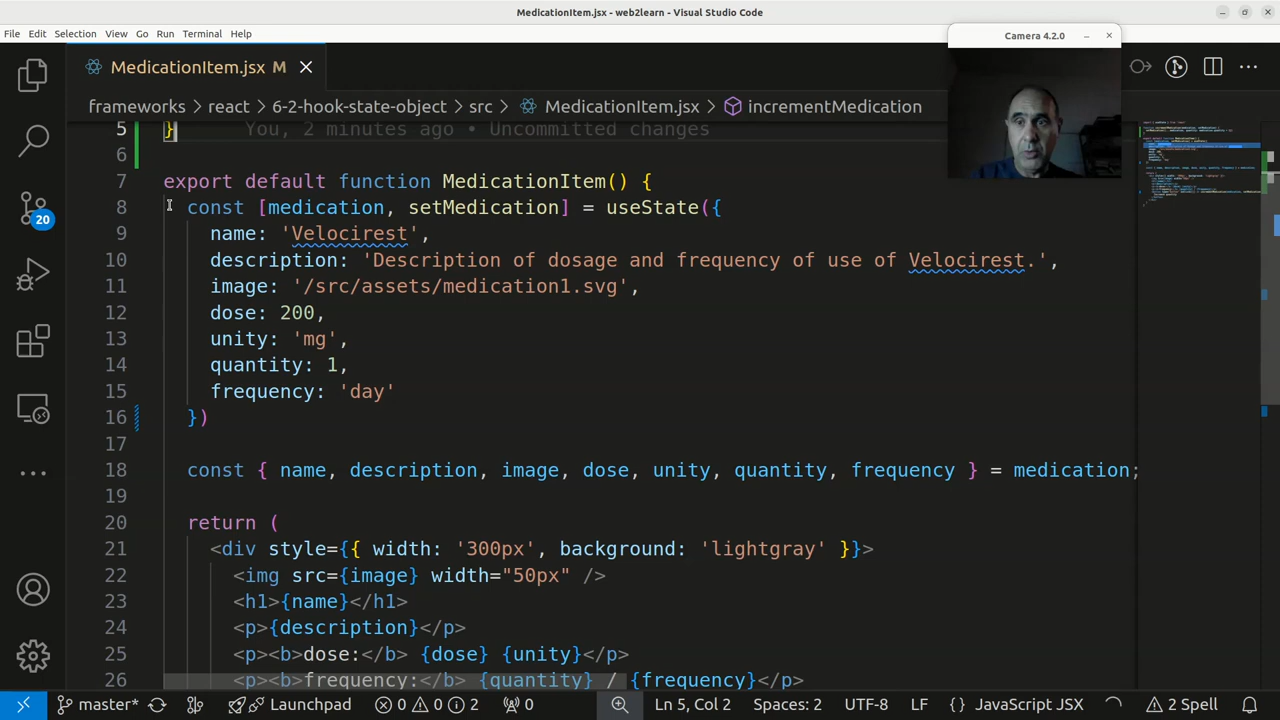 MedicationItem.jsx - web2learn - Visual Studio Code
File Edit Selection View Go Run Terminal Help
Camera 4.2.0
MedicationItem.jsx M
frameworks react 6-2-hook-state-object src MedicationItem.jsx incrementMedication
5 } You, 2 minutes ago • Uncommitted changes
6
7 export default function MedicationItem() {
8 const [medication, setMedication] = useState({
9 name: 'Velocirest',
10 description: 'Description of dosage and frequency of use of Velocirest.',
11 image: '/src/assets/medication1.svg',
12 dose: 200,
13 unity: 'mg',
14 quantity: 1,
15 frequency: 'day'
16 })
17
18 const { name, description, image, dose, unity, quantity, frequency } = medication;
19
20 return (
21 <div style={{ width: '300px', background: 'lightgray' }}>
22 <img src={image} width="50px" />
23 <h1>{name}</h1>
24 <p>{description}</p>
25 <p><b>dose:</b> {dose} {unity}</p>
26 <p><b>frequency:</b> {quantity} / {frequency}</p>
20
master* Launchpad 0 0 2 0 Ln 5, Col 2 Spaces: 2 UTF-8 LF {} JavaScript JSX 2 Spell